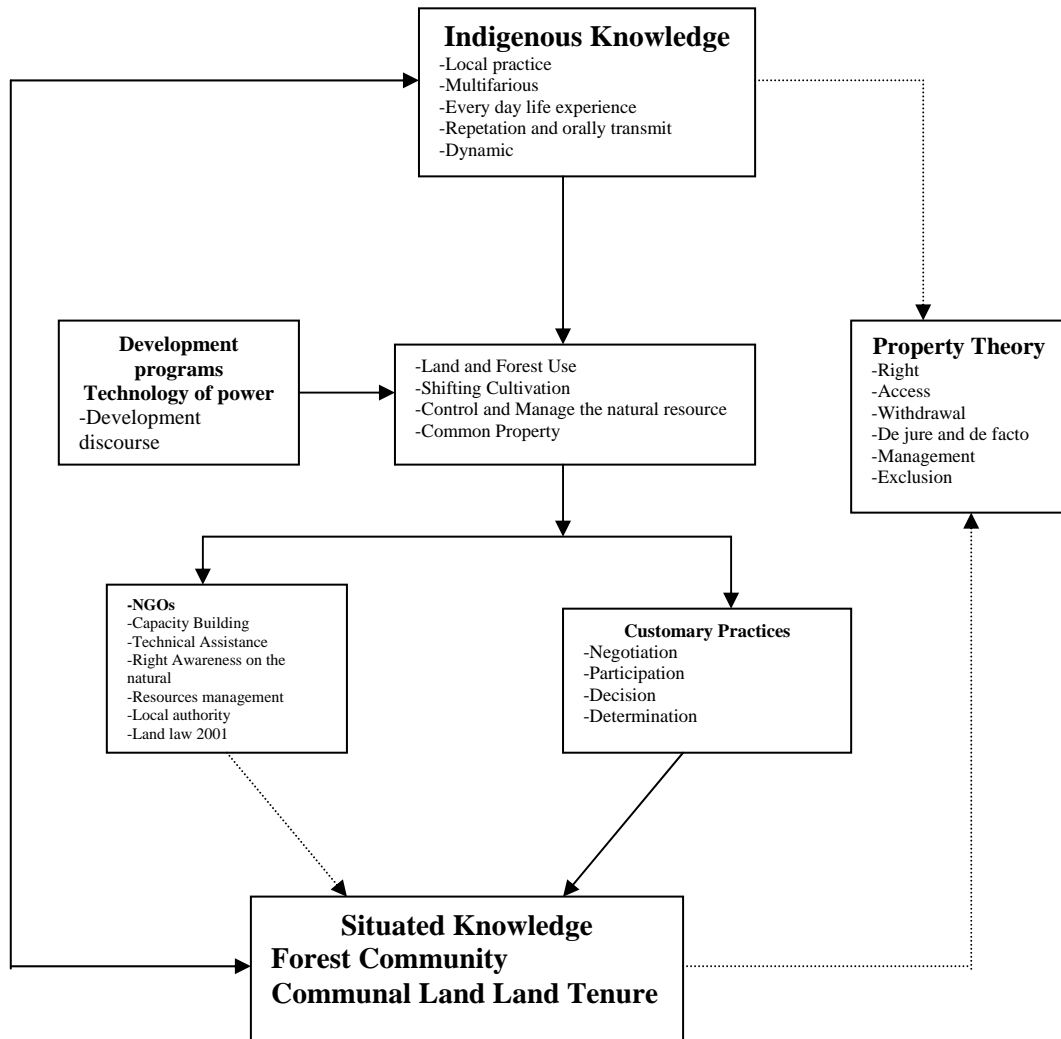 Indigenous Knowledge
-Local practice
-Multifarious
-Every day life experience
-Repetation and orally transmit
-Dynamic
Development
programs
Technology of power
-Development
discourse
-Land and Forest Use
-Shifting Cultivation
-Control and Manage the natural resource
-Common Property
Property Theory
-Right
-Access
-Withdrawal
-De jure and de facto
-Management
-Exclusion
-NGOs
-Capacity Building
-Technical Assistance
-Right Awareness on the
natural
-Resources management
-Local authority
-Land law 2001
Customary Practices
-Negotiation
-Participation
-Decision
-Determination
Situated Knowledge
Forest Community
Communal Land Land Tenure